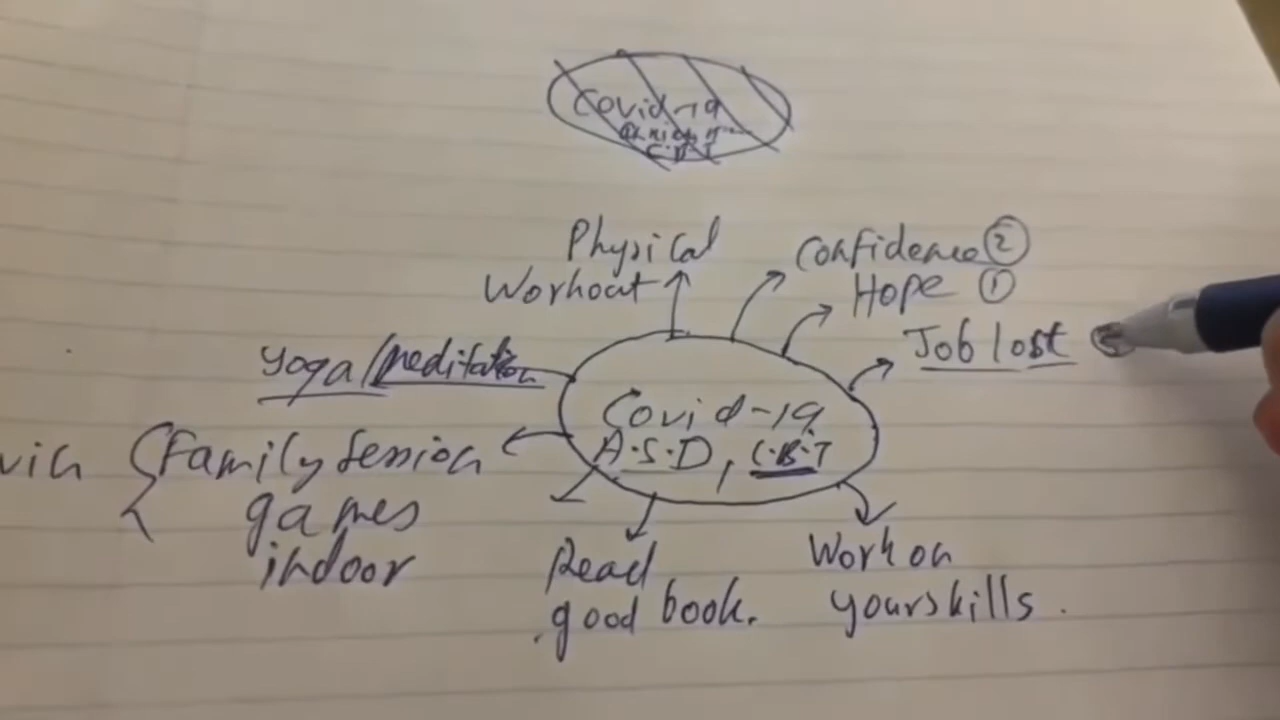 Covid-19
C.B.T
Physical
Workout
Confidence ②
Hope ①
Job lost
Yoga/Meditation
Covid-19
A.S.D, C.B.T
Family Session
games
indoor
Read
good book.
Work on
your skills.